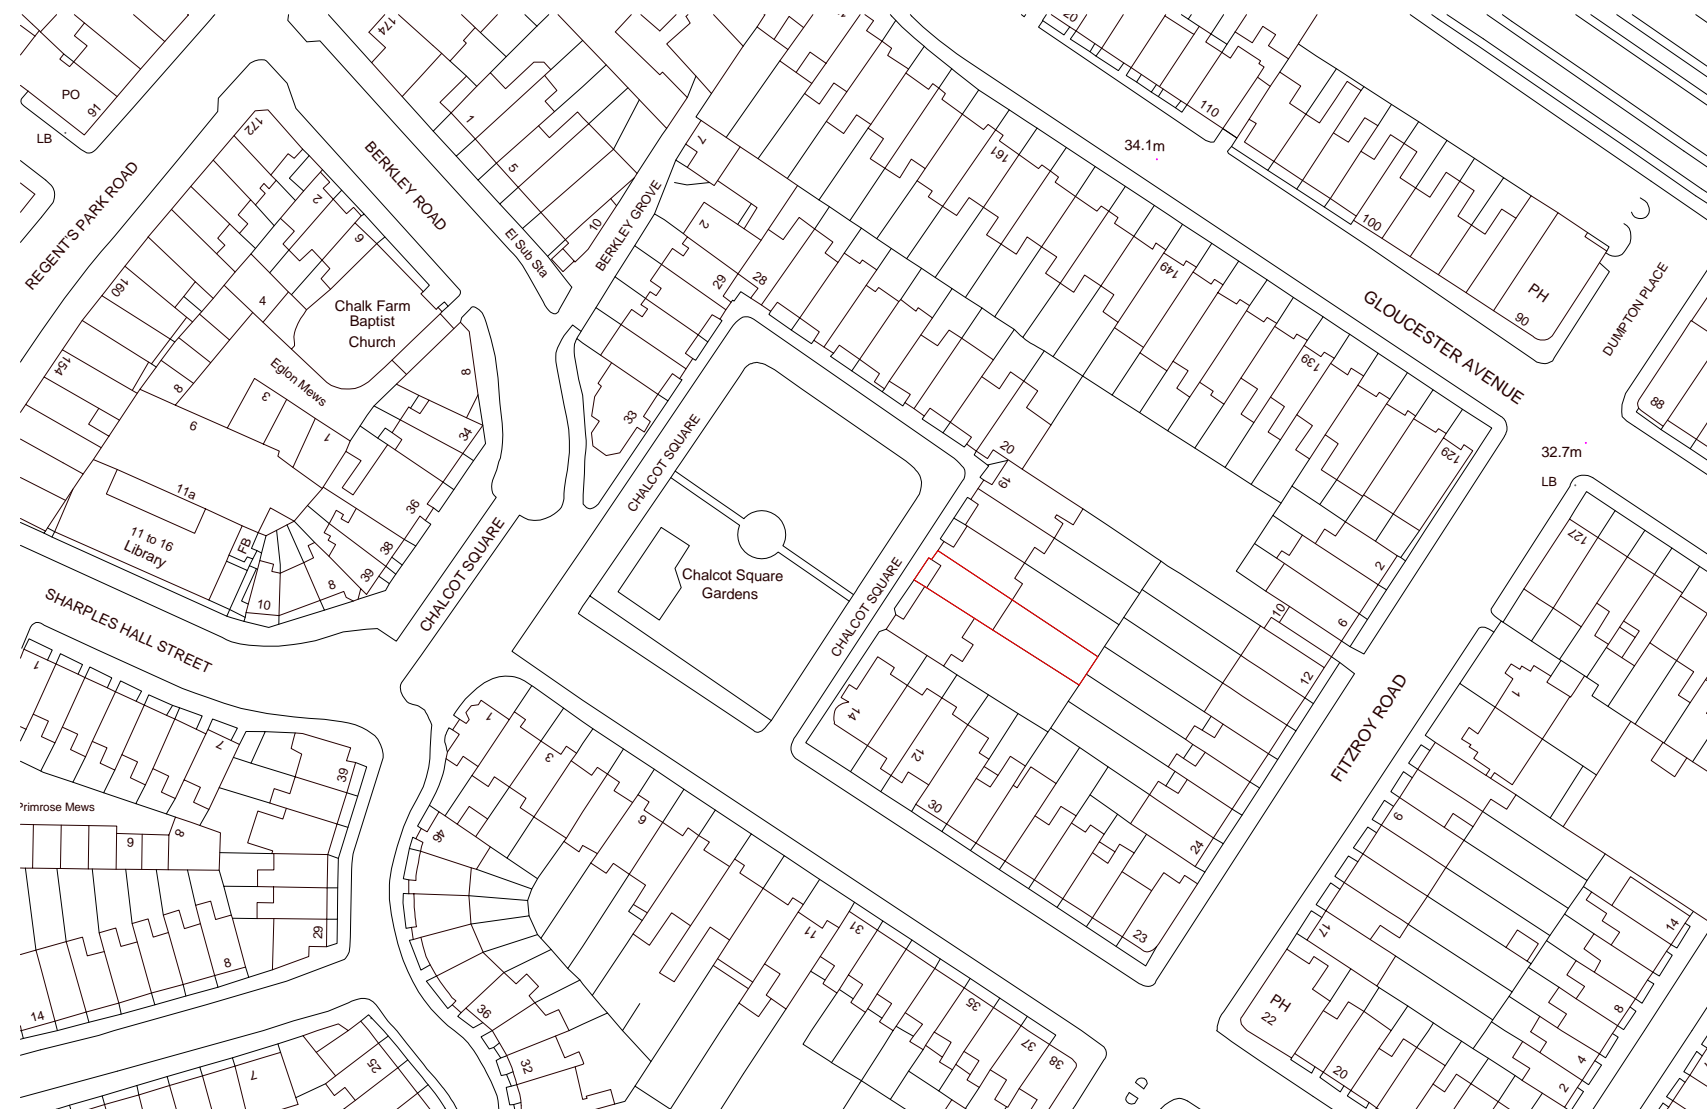 174
20
PO
91
LB
172
1
7
110
34.1m
161
BERKLEY ROAD
REGENT'S PARK ROAD
5
2
6
10
El Sub Sta
BERKLEY GROVE
2
29
28
100
149
PH
90
DUMPTON PLACE
GLOUCESTER AVENUE
160
4
Chalk Farm
Baptist
Church
154
8
Eglon Mews
3
1
8
34
33
139
88
9
11a
36
CHALCOT SQUARE
20
19
129
32.7m
LB
11 to 16
Library
FB
10
8
39
38
CHALCOT SQUARE
Chalcot Square
Gardens
CHALCOT SQUARE
2
127
10
6
12
SHARPLES HALL STREET
1
7
39
1
3
14
12
FITZROY ROAD
1
Primrose Mews
9
8
46
6
30
24
9
29
8
14
11
31
23
17
14
36
35
37
38
PH
22
8
4
2
20
7
25
32